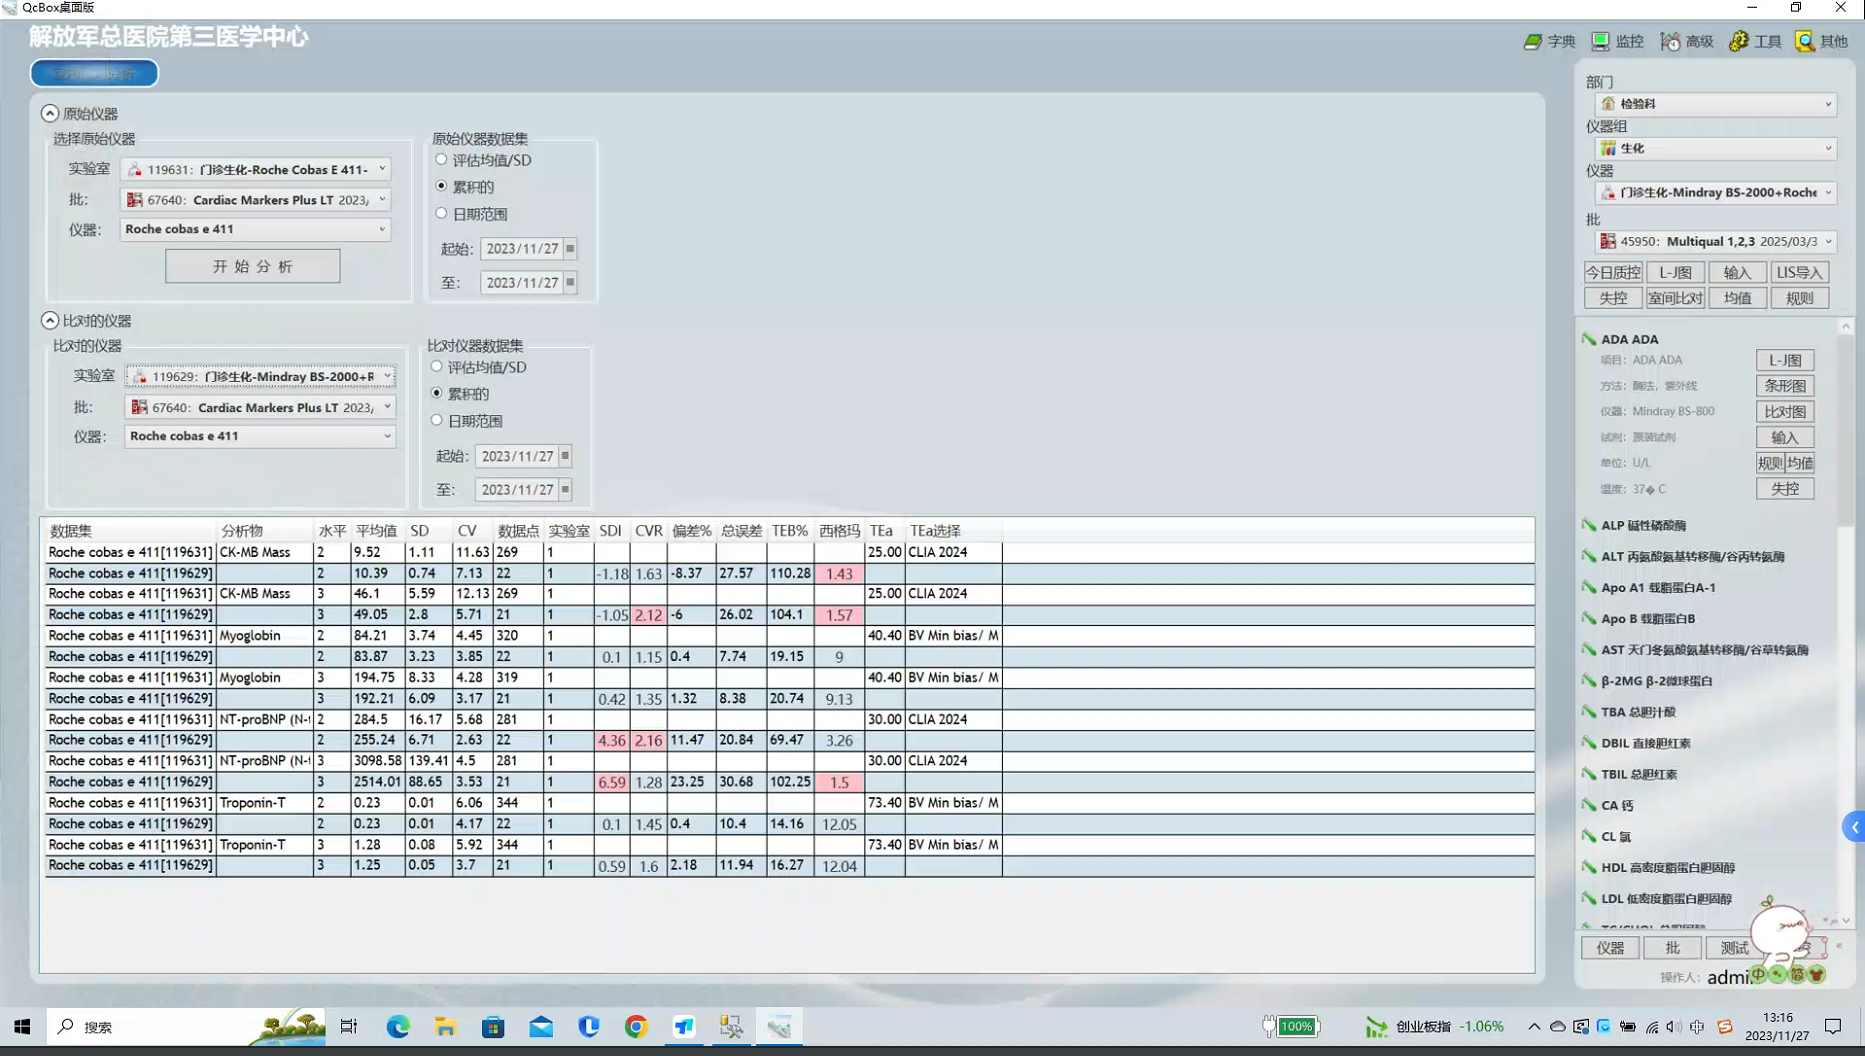 QcBox桌面版
解放军总医院第三医学中心
字典 监控 高级 工具 其他
原始仪器
选择原始仪器
实验室 119631: 门诊生化-Roche Cobas E 411-
批: 67640: Cardiac Markers Plus LT 2023/
仪器: Roche cobas e 411
开 始 分 析
原始仪器数据集
评估均值/SD
累积的
日期范围
起始: 2023/11/27
至: 2023/11/27
比对的仪器
比对的仪器
实验室 119629: 门诊生化-Mindray BS-2000+R
批: 67640: Cardiac Markers Plus LT 2023/
仪器: Roche cobas e 411
比对仪器数据集
评估均值/SD
累积的
日期范围
起始: 2023/11/27
至: 2023/11/27
数据集 分析物 水平 平均值 SD CV 数据点 实验室 SDI CVR 偏差% 总误差 TEB% 西格玛 TEa TEa选择
Roche cobas e 411[119631] CK-MB Mass 2 9.52 1.11 11.63 269 1 25.00 CLIA 2024
Roche cobas e 411[119629] 2 10.39 0.74 7.13 22 1 -1.18 1.63 -8.37 27.57 110.28 1.43
Roche cobas e 411[119631] CK-MB Mass 3 46.1 5.59 12.13 269 1 25.00 CLIA 2024
Roche cobas e 411[119629] 3 49.05 2.8 5.71 21 1 -1.05 2.12 -6 26.02 104.1 1.57
Roche cobas e 411[119631] Myoglobin 2 84.21 3.74 4.45 320 1 40.40 BV Min bias/ M
Roche cobas e 411[119629] 2 83.87 3.23 3.85 22 1 0.1 1.15 0.4 7.74 19.15 9
Roche cobas e 411[119631] Myoglobin 3 194.75 8.33 4.28 319 1 40.40 BV Min bias/ M
Roche cobas e 411[119629] 3 192.21 6.09 3.17 21 1 0.42 1.35 1.32 8.38 20.74 9.13
Roche cobas e 411[119631] NT-proBNP (N-t 2 284.5 16.17 5.68 281 1 30.00 CLIA 2024
Roche cobas e 411[119629] 2 255.24 6.71 2.63 22 1 4.36 2.16 11.47 20.84 69.47 3.26
Roche cobas e 411[119631] NT-proBNP (N-t 3 3098.58 139.41 4.5 281 1 30.00 CLIA 2024
Roche cobas e 411[119629] 3 2514.01 88.65 3.53 21 1 6.59 1.28 23.25 30.68 102.25 1.5
Roche cobas e 411[119631] Troponin-T 2 0.23 0.01 6.06 344 1 73.40 BV Min bias/ M
Roche cobas e 411[119629] 2 0.23 0.01 4.17 22 1 0.1 1.45 0.4 10.4 14.16 12.05
Roche cobas e 411[119631] Troponin-T 3 1.28 0.08 5.92 344 1 73.40 BV Min bias/ M
Roche cobas e 411[119629] 3 1.25 0.05 3.7 21 1 0.59 1.6 2.18 11.94 16.27 12.04
部门
检验科
仪器组
生化
仪器
门诊生化-Mindray BS-2000+Roche
批
45950: Multiqual 1,2,3 2025/03/3
今日质控 L-J图 输入 LIS导入
失控 室间比对 均值 规则
ADA ADA
项目: ADA ADA L-J图
方法: 酶法, 紫外线 条形图
仪器: Mindray BS-800 比对图
试剂: 原装试剂 输入
单位: U/L 规则 均值
温度: 37� C 失控
ALP 碱性磷酸酶
ALT 丙氨酸氨基转移酶/谷丙转氨酶
Apo A1 载脂蛋白A-1
Apo B 载脂蛋白B
AST 天门冬氨酸氨基转移酶/谷草转氨酶
β-2MG β-2微球蛋白
TBA 总胆汁酸
DBIL 直接胆红素
TBIL 总胆红素
CA 钙
CL 氯
HDL 高密度脂蛋白胆固醇
LDL 低密度脂蛋白胆固醇
仪器 批 测试
操作人: admi
中 简
搜索
100%
创业板指 -1.06%
13:16
2023/11/27